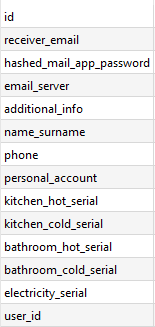 id
receiver_email
hashed_mail_app_password
email_server
additional_info
name_surname
phone
personal_account
kitchen_hot_serial
kitchen_cold_serial
bathroom_hot_serial
bathroom_cold_serial
electricity_serial
user_id